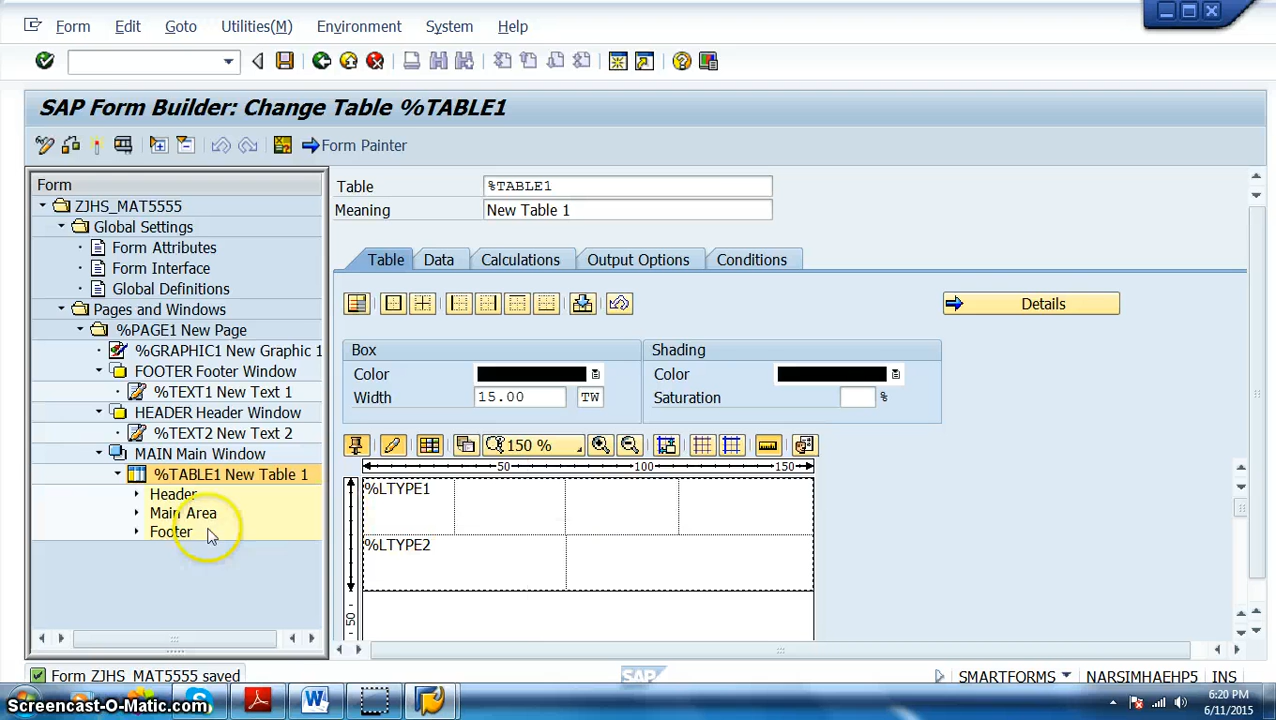 Form Edit Goto Utilities(M) Environment System Help
SAP Form Builder: Change Table %TABLE1
Form Painter
Form
ZJHS_MAT5555
Global Settings
Form Attributes
Form Interface
Global Definitions
Pages and Windows
%PAGE1 New Page
%GRAPHIC1 New Graphic 1
FOOTER Footer Window
%TEXT1 New Text 1
HEADER Header Window
%TEXT2 New Text 2
MAIN Main Window
%TABLE1 New Table 1
Header
Main Area
Footer
Table %TABLE1
Meaning New Table 1
Table Data Calculations Output Options Conditions
Details
Box Shading
Color Color
Width 15.00 TW Saturation %
150 %
50 100 150
%LTYPE1
%LTYPE2
50
Form ZJHS_MAT5555 saved
SAP
SMARTFORMS NARSIMHAEHP5 INS
Screencast-O-Matic.com
6:20 PM
6/11/2015